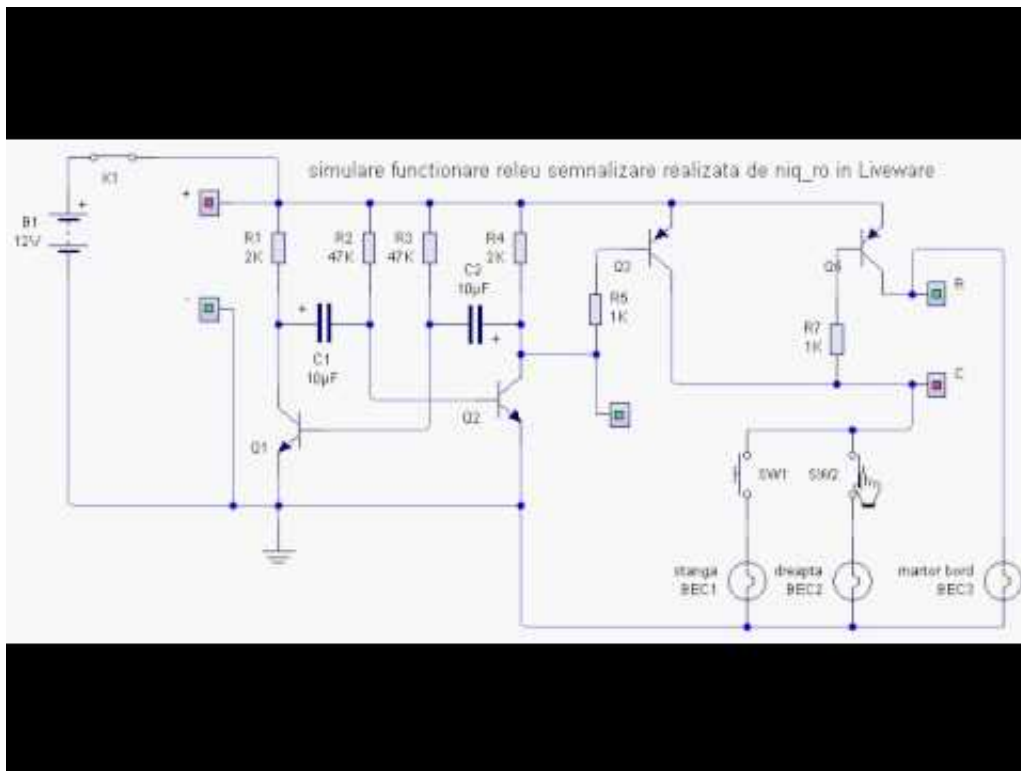 simulare functionare releu semnalizare realizata de niq_ro in Liveware
K1
+
B1
12V
+
-
R1
2K
R2
47K
R3
47K
R4
2K
C2
10µF
+
+
C1
10µF
Q1
Q2
Q3
R5
1K
R7
1K
C
SW1
SW2
stanga
BEC1
dreapta
BEC2
martor bord
BEC3